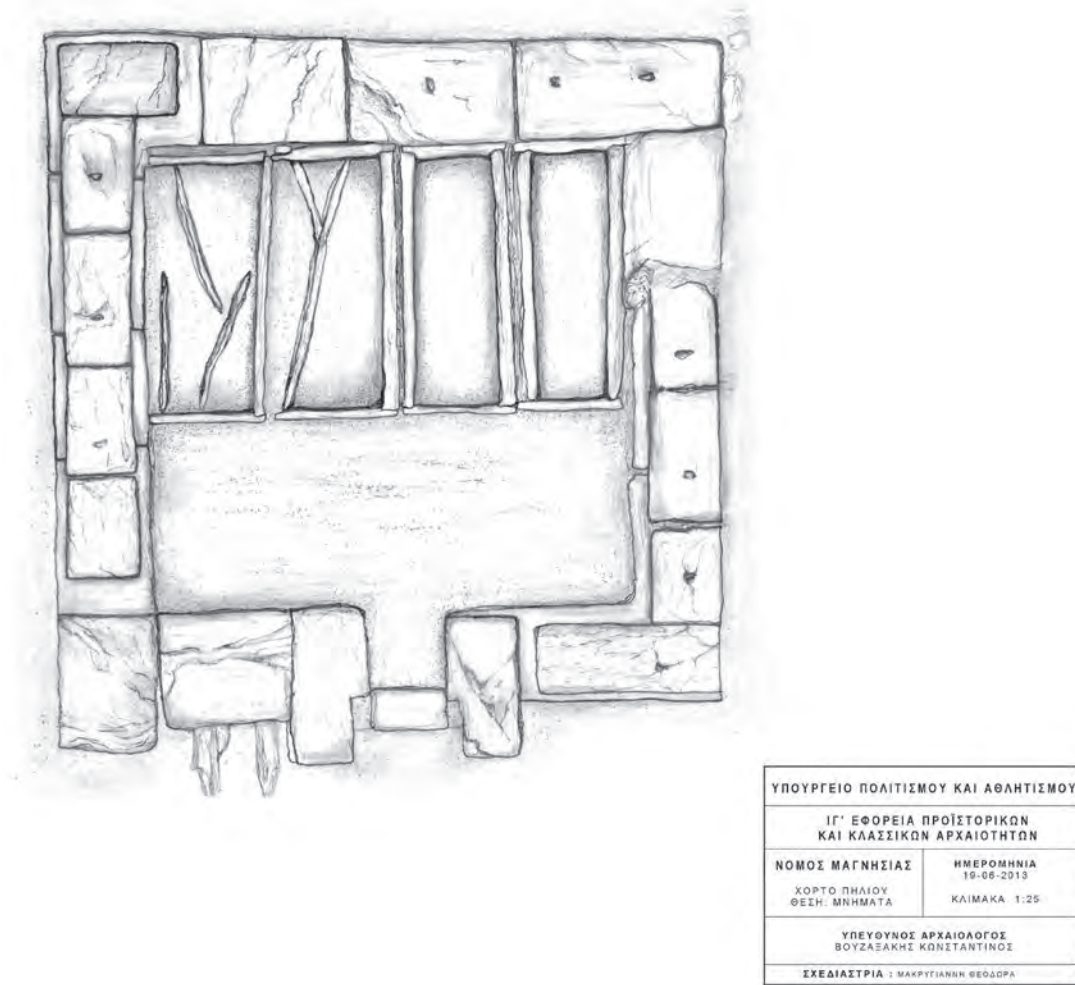 ΥΠΟΥΡΓΕΙΟ ΠΟΛΙΤΙΣΜΟΥ ΚΑΙ ΑΘΛΗΤΙΣΜΟΥ
ΙΓ' ΕΦΟΡΕΙΑ ΠΡΟΪΣΤΟΡΙΚΩΝ
ΚΑΙ ΚΛΑΣΣΙΚΩΝ ΑΡΧΑΙΟΤΗΤΩΝ
ΝΟΜΟΣ ΜΑΓΝΗΣΙΑΣ
ΧΟΡΤΟ ΠΗΛΙΟΥ
ΘΕΣΗ: ΜΝΗΜΑΤΑ
ΗΜΕΡΟΜΗΝΙΑ
19-06-2013
ΚΛΙΜΑΚΑ 1:25
ΥΠΕΥΘΥΝΟΣ ΑΡΧΑΙΟΛΟΓΟΣ
ΒΟΥΖΑΞΑΚΗΣ ΚΩΝΣΤΑΝΤΙΝΟΣ
ΣΧΕΔΙΑΣΤΡΙΑ : ΜΑΚΡΥΓΙΑΝΝΗ ΘΕΟΔΩΡΑ